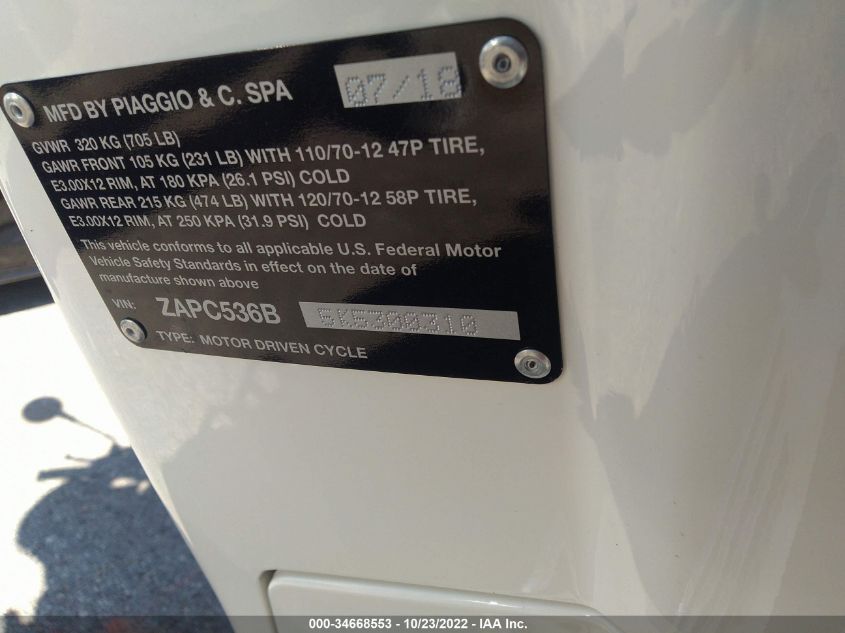 MFD BY PIAGGIO & C. SPA 07/18
GVWR 320 KG (705 LB)
GAWR FRONT 105 KG (231 LB) WITH 110/70-12 47P TIRE,
E3.00X12 RIM, AT 180 KPA (26.1 PSI) COLD
GAWR REAR 215 KG (474 LB) WITH 120/70-12 58P TIRE,
E3.00X12 RIM, AT 250 KPA (31.9 PSI) COLD
This vehicle conforms to all applicable U.S. Federal Motor
Vehicle Safety Standards in effect on the date of
manufacture shown above
VIN: ZAPC536B 5K5300310
TYPE: MOTOR DRIVEN CYCLE
000-34668553 - 10/23/2022 - IAA Inc.